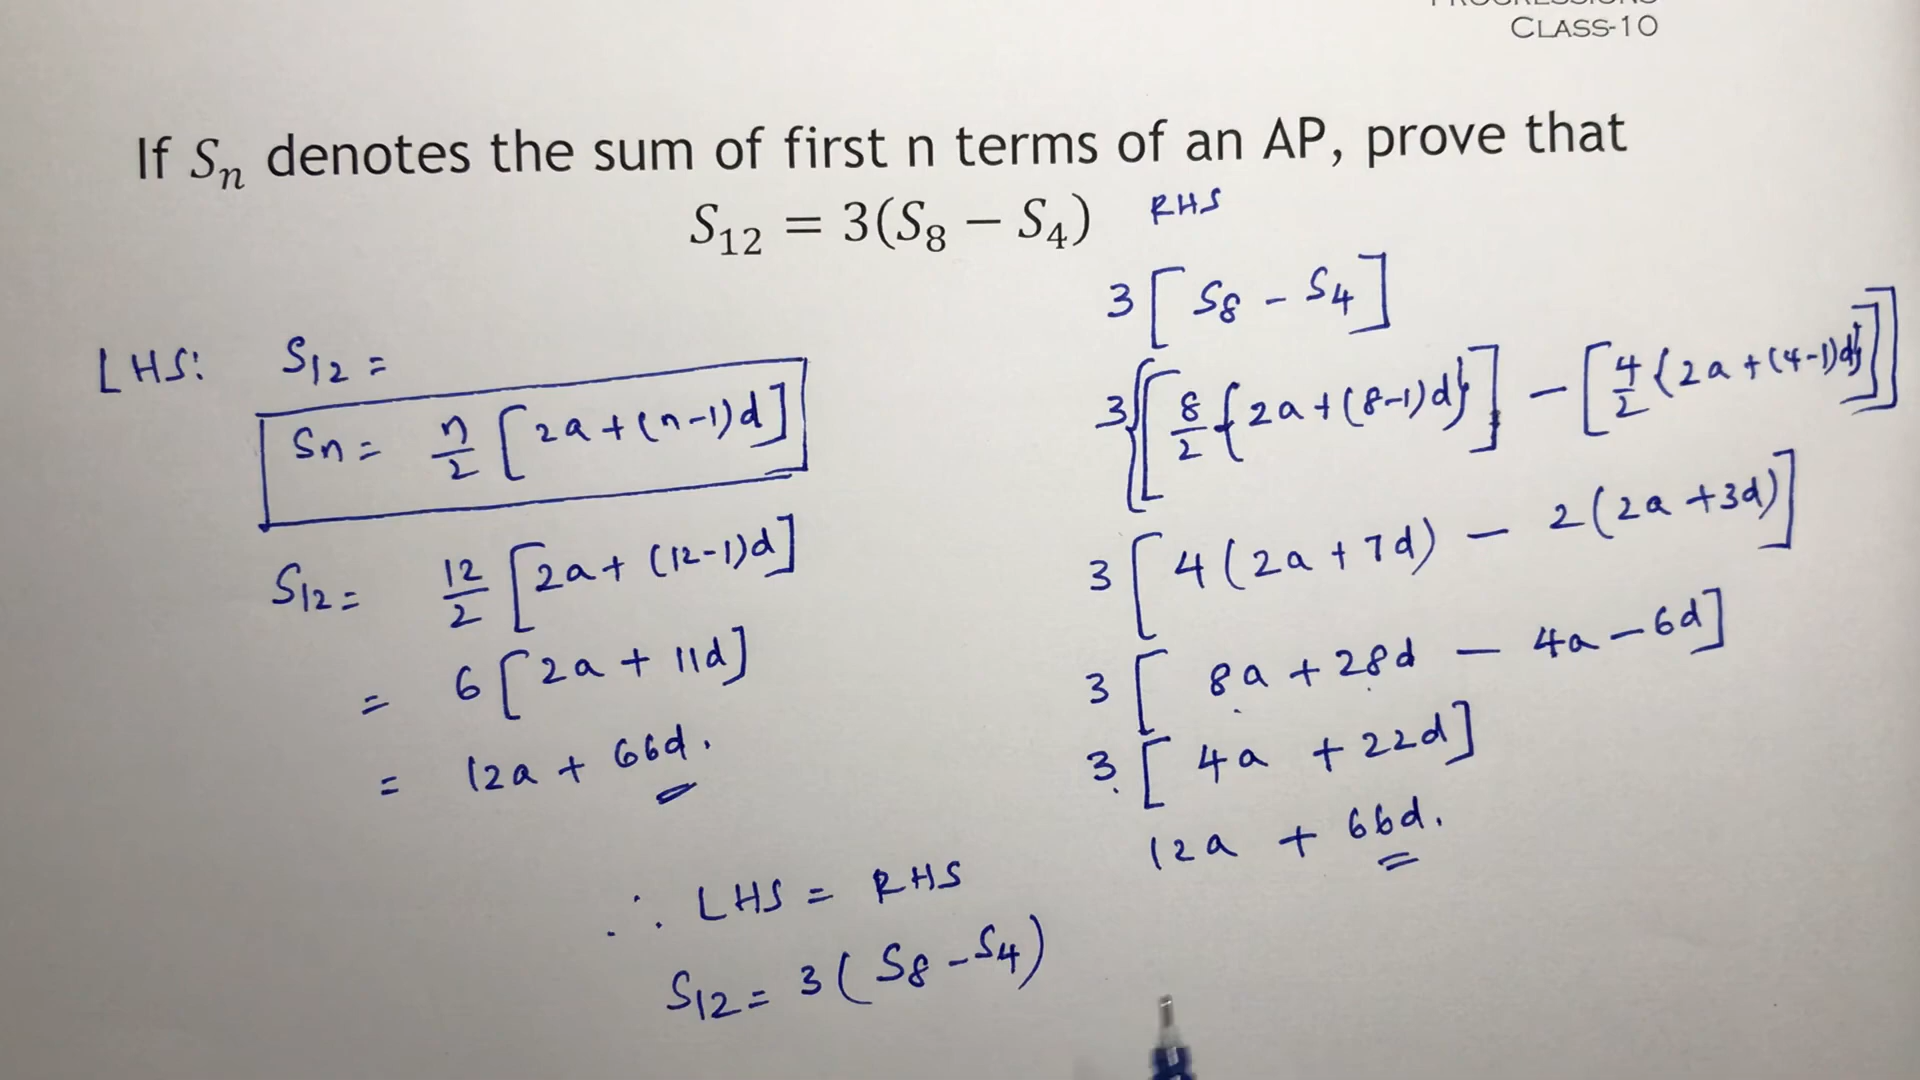 CLASS-10
If Sn denotes the sum of first n terms of an AP, prove that
S12 = 3(S8 − S4)
LHS: S12 =
Sn = n/2 [2a + (n-1)d]
S12 = 12/2 [2a + (12-1)d]
= 6 [2a + 11d]
= 12a + 66d.
RHS
3 [S8 - S4]
3{[8/2 {2a + (8-1)d}] - [4/2 {2a + (4-1)d}]]
3 [4(2a + 7d) - 2(2a + 3d)]
3 [8a + 28d - 4a - 6d]
3 [4a + 22d]
12a + 66d.
∴ LHS = RHS
S12 = 3(S8 - S4)